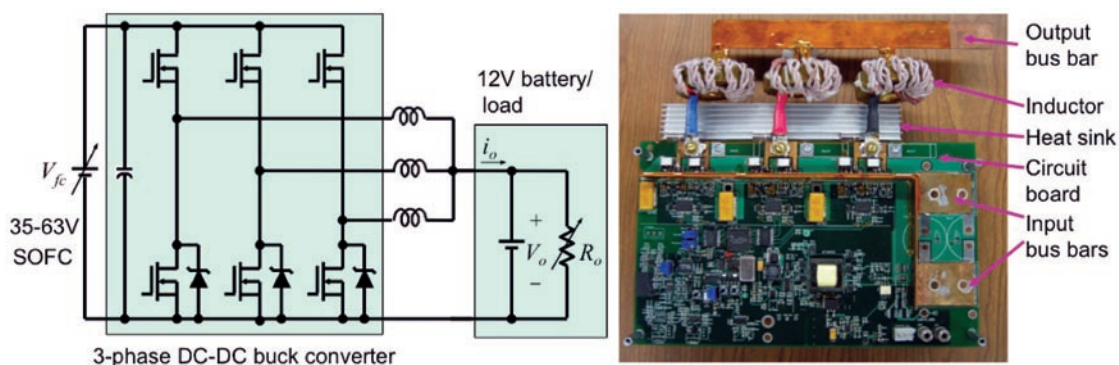 12V battery/
load
i_o
V_fc
35-63V
SOFC
+
V_o
−
R_o
3-phase DC-DC buck converter
Output
bus bar
Inductor
Heat sink
Circuit
board
Input
bus bars